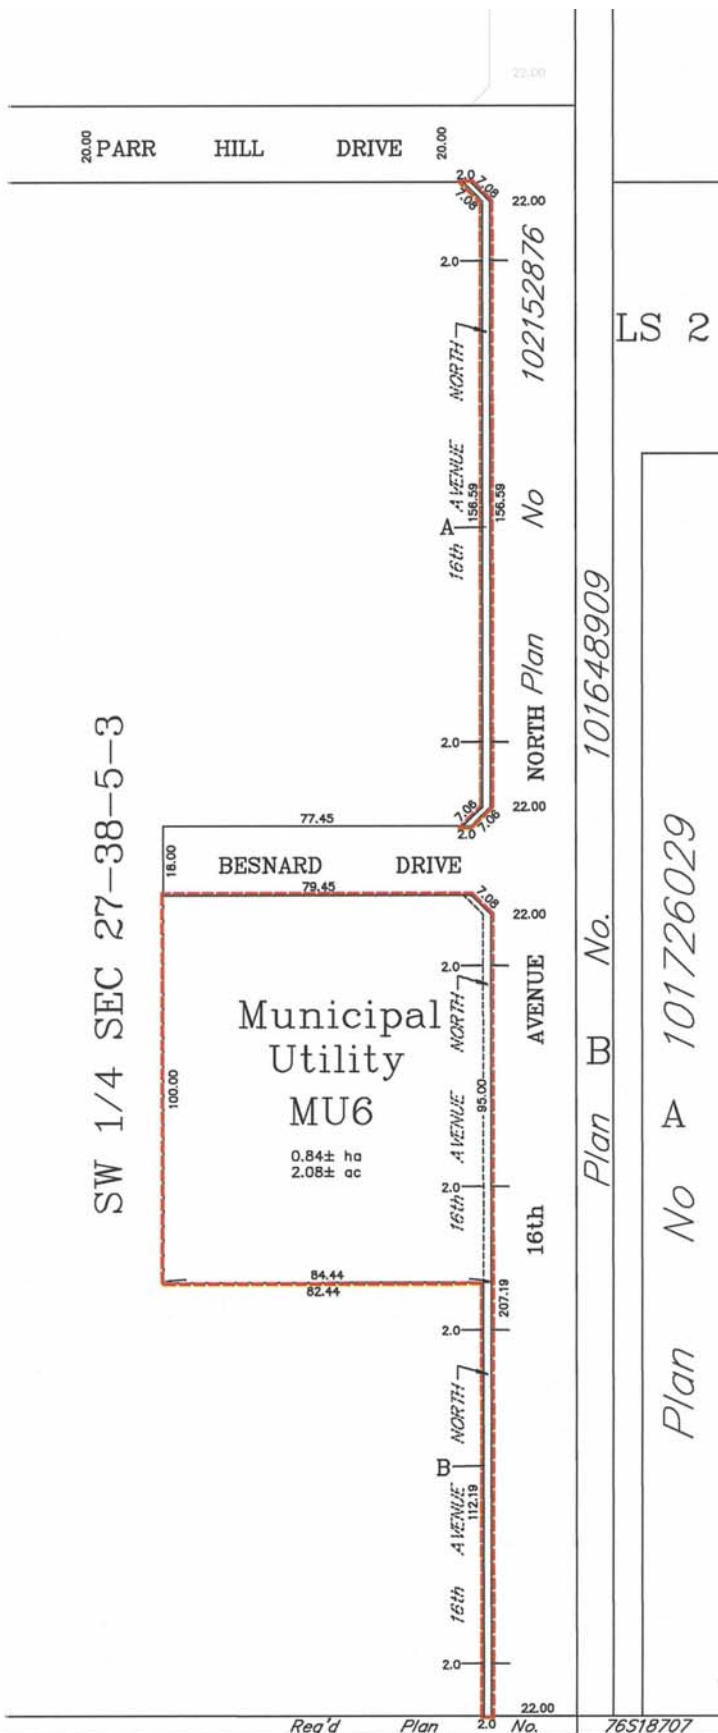 22.00
20.00 PARR HILL DRIVE 20.00
2.0 7.08
7.08
22.00
2.0
16th AVENUE NORTH
156.59
156.59
A
2.0
Plan No 102152876
LS 2
7.06
7.06
2.0
22.00
77.45
18.00
BESNARD DRIVE
79.45
7.08
22.00
2.0
SW 1/4 SEC 27-38-5-3
100.00
Municipal
Utility
MU6
0.84± ha
2.08± ac
16th AVENUE NORTH
95.00
2.0
16th AVENUE NORTH
Plan B No. 101648909
Plan No A 101726029
84.44
82.44
207.19
2.0
16th AVENUE NORTH
B
112.19
2.0
22.00
Reg'd Plan No. 76S18707
2.0